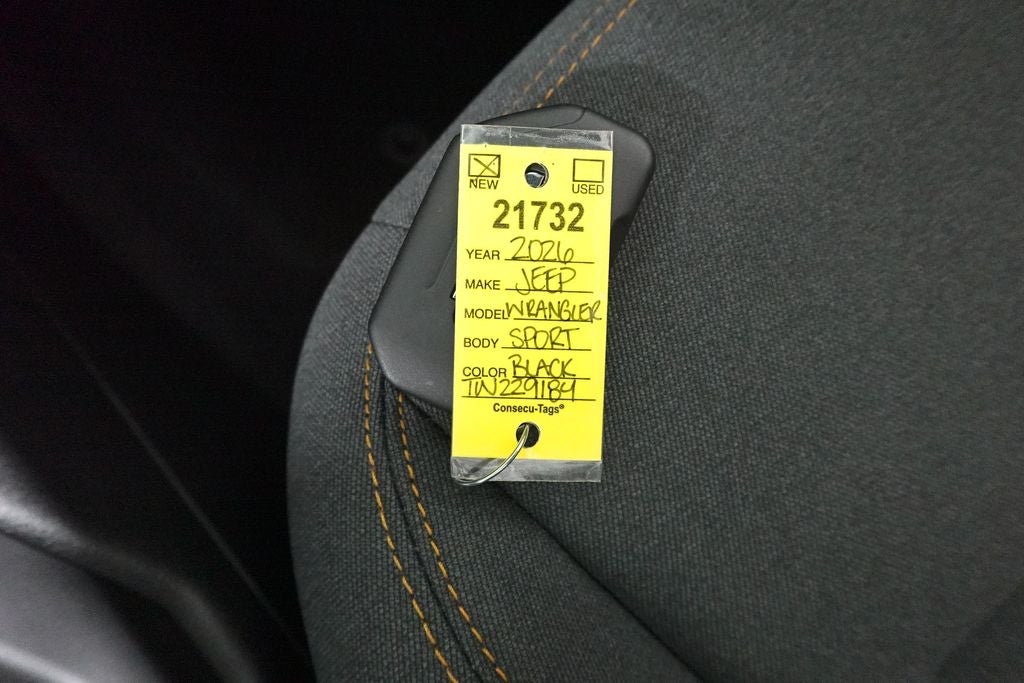 NEW USED
21732
YEAR 2026
MAKE JEEP
MODEL WRANGLER
BODY SPORT
COLOR BLACK
TW229184
Consecu-Tags®